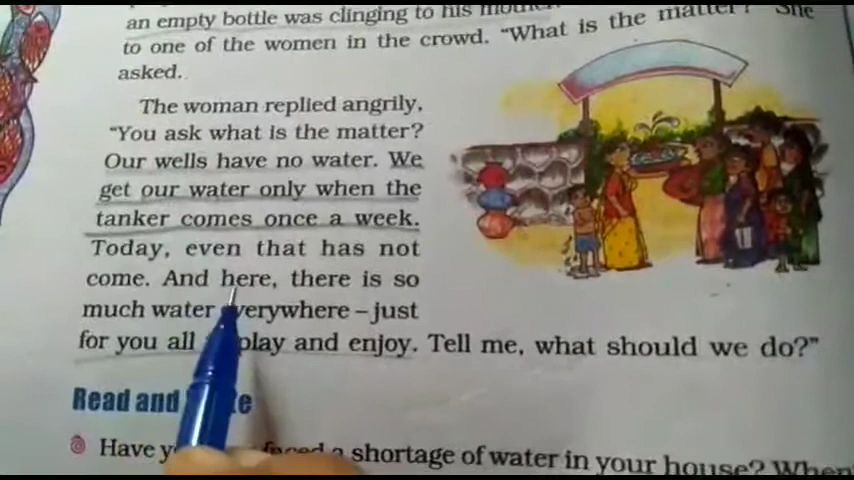 an empty bottle was clinging to his mother.
to one of the women in the crowd. "What is the matter?" She
asked.
The woman replied angrily,
"You ask what is the matter?
Our wells have no water. We
get our water only when the
tanker comes once a week.
Today, even that has not
come. And here, there is so
much water everywhere – just
for you all play and enjoy. Tell me, what should we do?"
Read and
Have faced a shortage of water in your house? When